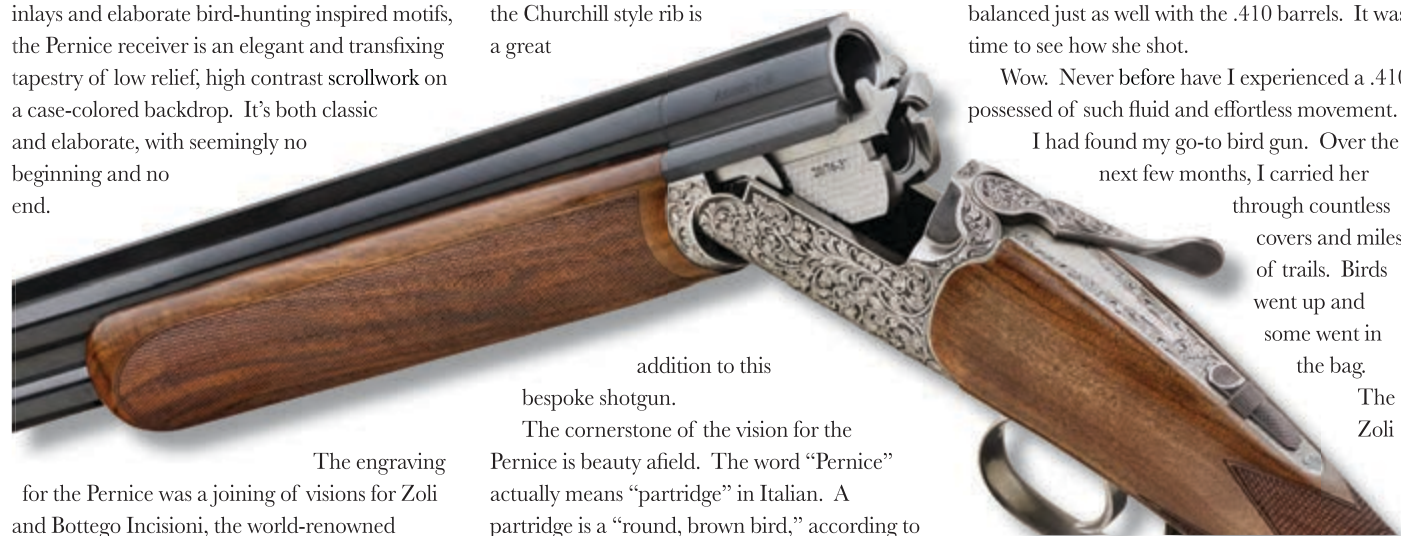 inlays and elaborate bird-hunting inspired motifs,
the Pernice receiver is an elegant and transfixing
tapestry of low relief, high contrast scrollwork on
a case-colored backdrop. It’s both classic
and elaborate, with seemingly no
beginning and no
end.
The engraving
for the Pernice was a joining of visions for Zoli
and Bottego Incisioni, the world-renowned
the Churchill style rib is
a great
addition to this
bespoke shotgun.
The cornerstone of the vision for the
Pernice is beauty afield. The word “Pernice”
actually means “partridge” in Italian. A
partridge is a “round, brown bird,” according to
balanced just as well with the .410 barrels. It was
time to see how she shot.
Wow. Never before have I experienced a .410
possessed of such fluid and effortless movement.
I had found my go-to bird gun. Over the
next few months, I carried her
through countless
covers and miles
of trails. Birds
went up and
some went in
the bag.
The
Zoli